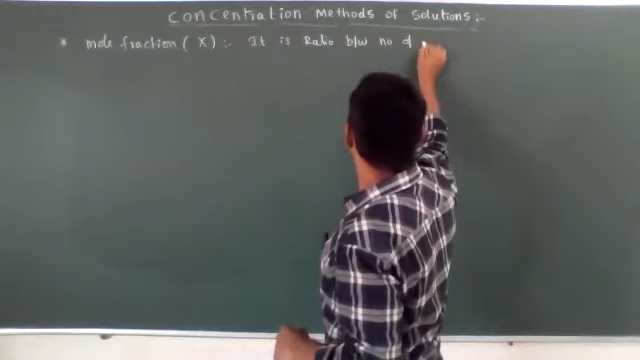 Concentration Methods of Solutions:-
* mole fraction (X):- It is Ratio b/w no of